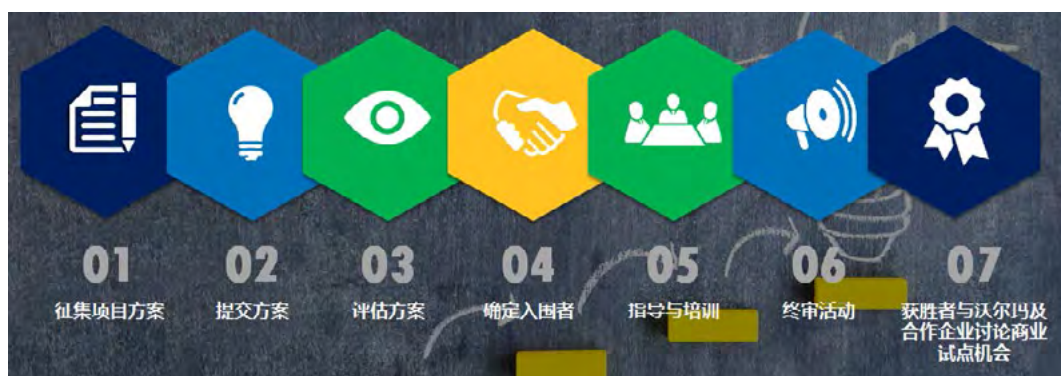 01
征集项目方案
02
提交方案
03
评估方案
04
确定入围者
05
指导与培训
06
终审活动
07
获胜者与沃尔玛及
合作企业讨论商业
试点机会